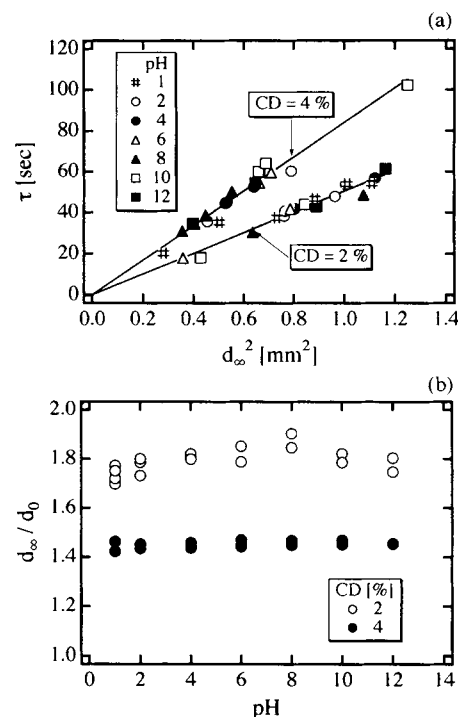 (a)
120
100
80
60
40
20
0
τ [sec]
pH
1
2
4
6
8
10
12
CD = 4 %
CD = 2 %
0.0 0.2 0.4 0.6 0.8 1.0 1.2 1.4
d∞² [mm²]
(b)
2.0
1.8
1.6
1.4
1.2
1.0
d∞ / d₀
CD [%]
2
4
0 2 4 6 8 10 12 14
pH